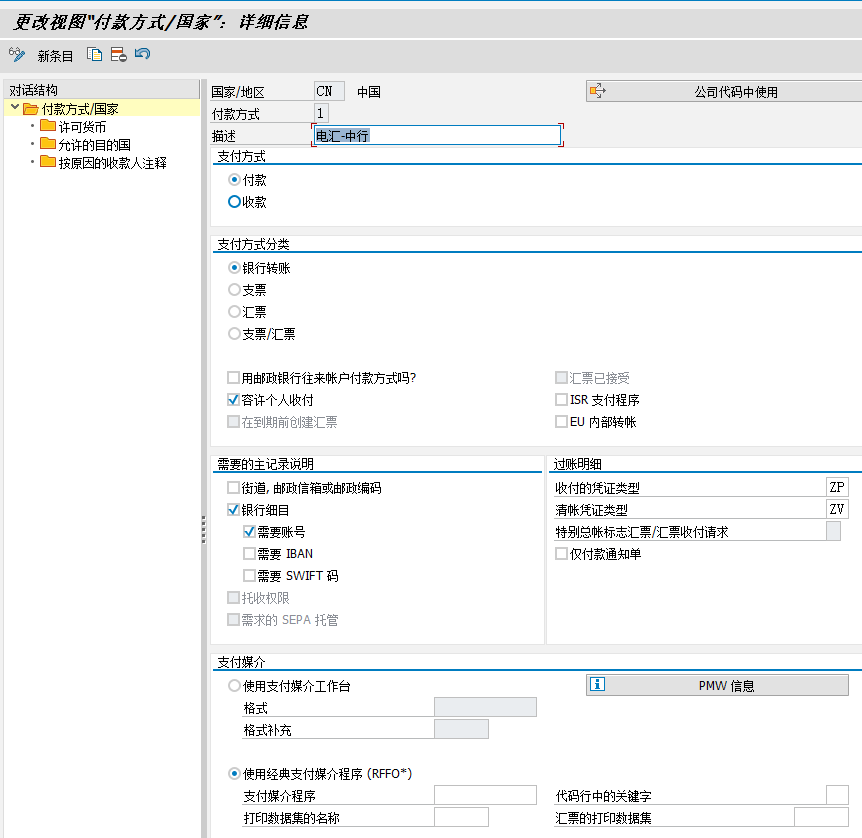 更改视图“付款方式/国家”: 详细信息
新条目
对话结构
付款方式/国家
许可货币
允许的目的国
按原因的收款人注释
国家/地区 CN 中国 公司代码中使用
付款方式 1
描述 电汇-中行
支付方式
付款
收款
支付方式分类
银行转账
支票
汇票
支票/汇票
用邮政银行往来帐户付款方式吗? 汇票已接受
容许个人收付 ISR 支付程序
在到期前创建汇票 EU 内部转帐
需要的主记录说明 过账明细
街道, 邮政信箱或邮政编码 收付的凭证类型 ZP
银行细目 清帐凭证类型 ZV
需要账号 特别总帐标志汇票/汇票收付请求
需要 IBAN 仅付款通知单
需要 SWIFT 码
托收权限
需求的 SEPA 托管
支付媒介
使用支付媒介工作台 PMW 信息
格式
格式补充
使用经典支付媒介程序 (RFFO*)
支付媒介程序 代码行中的关键字
打印数据集的名称 汇票的打印数据集